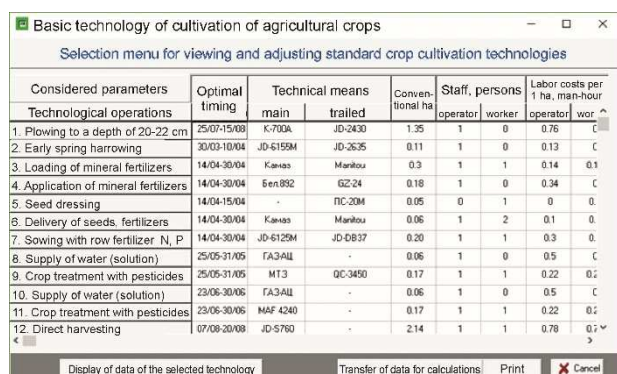 Basic technology of cultivation of agricultural crops
Selection menu for viewing and adjusting standard crop cultivation technologies
Considered parameters Optimal timing Technical means Conventional ha Staff, persons Labor costs per 1 ha, man-hour
Technological operations main trailed operator worker operator wor
1. Plowing to a depth of 20-22 cm 25/07-15/08 K-700A JD-2430 1.35 1 0 0.76
2. Early spring harrowing 30/03-10/04 JD-6155M JD-2635 0.11 1 0 0.13
3. Loading of mineral fertilizers 14/04-30/04 Камаз Manitou 0.3 1 1 0.14 0.1
4. Application of mineral fertilizers 14/04-30/04 Бел.892 GZ-24 0.18 1 0 0.34
5. Seed dressing 14/04-15/04 - ПС-20М 0.05 0 1 0 0.
6. Delivery of seeds, fertilizers 14/04-30/04 Камаз Manitou 0.06 1 2 0.1 0.
7. Sowing with row fertilizer N, P 14/04-30/04 JD-6125M JD-DB37 0.20 1 1 0.3 0.
8. Supply of water (solution) 25/05-31/05 ГАЗ-АЦ - 0.06 1 0 0.5
9. Crop treatment with pesticides 25/05-31/05 МТЗ QC-3450 0.17 1 1 0.22 0.2
10. Supply of water (solution) 23/06-30/06 ГАЗ-АЦ - 0.06 1 0 0.5
11. Crop treatment with pesticides 23/06-30/06 MAF 4240 - 0.17 1 1 0.22 0.2
12. Direct harvesting 07/08-20/08 JD-S760 - 2.14 1 1 0.78 0.7
Display of data of the selected technology Transfer of data for calculations Print Cancel